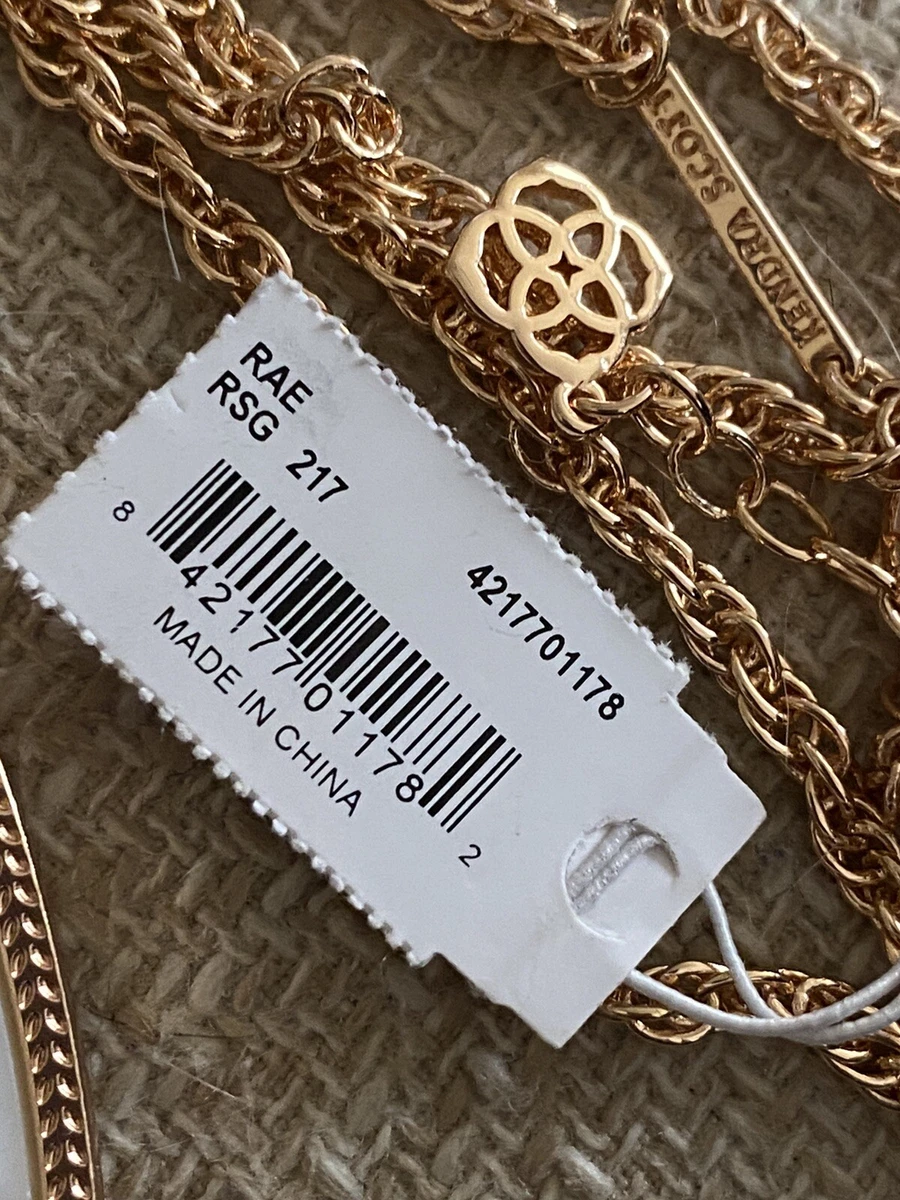 KENDRA SCOTT
RAE
RSG 217
4217701178
8 42177 01178 2
MADE IN CHINA